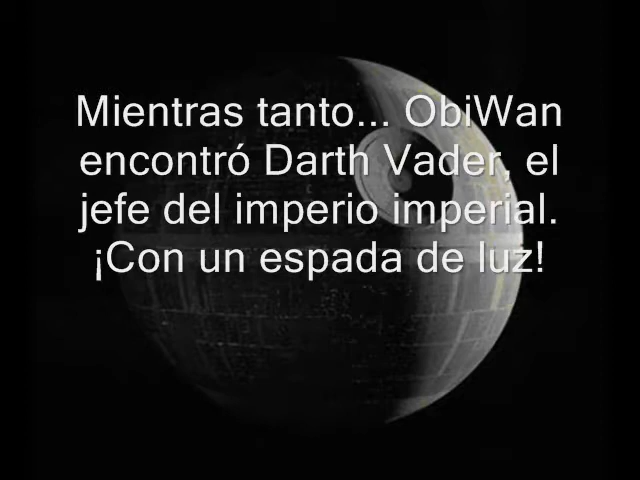 Mientras tanto... ObiWan
encontró Darth Vader, el
jefe del imperio imperial.
¡Con un espada de luz!